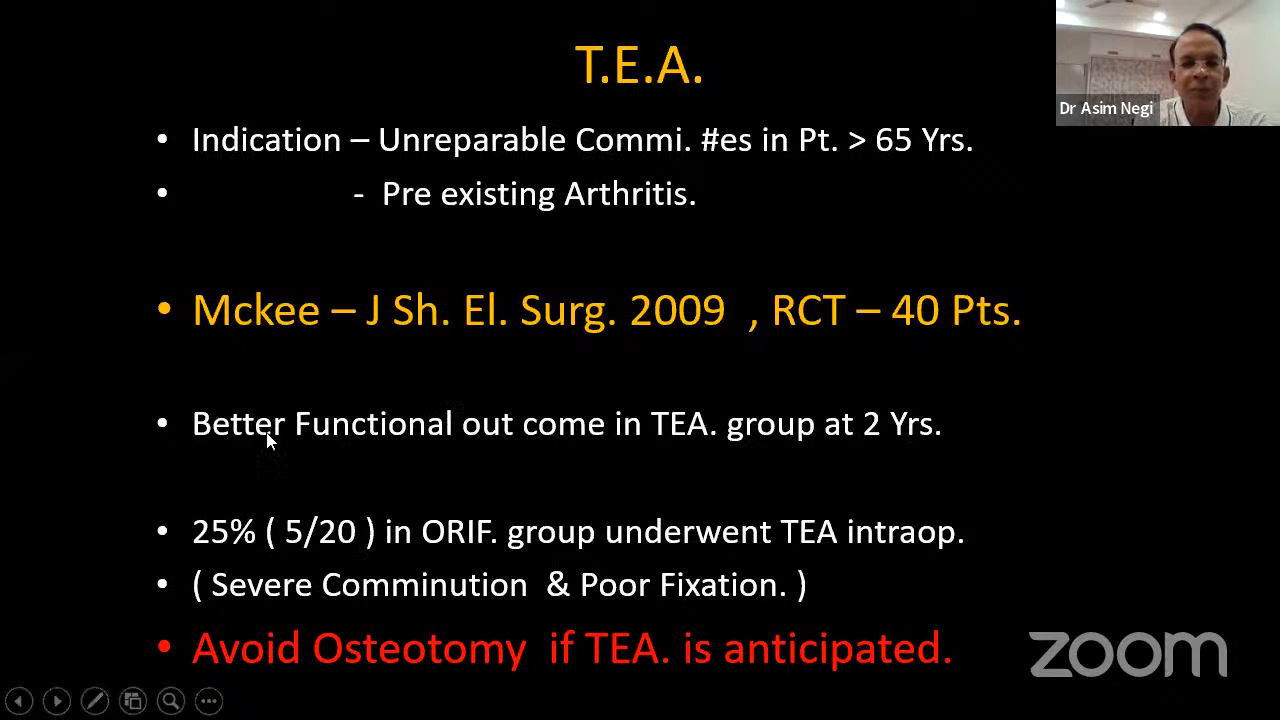 T.E.A.
Dr Asim Negi
• Indication – Unreparable Commi. #es in Pt. > 65 Yrs.
• - Pre existing Arthritis.
• Mckee – J Sh. El. Surg. 2009 , RCT – 40 Pts.
• Better Functional out come in TEA. group at 2 Yrs.
• 25% ( 5/20 ) in ORIF. group underwent TEA intraop.
• ( Severe Comminution & Poor Fixation. )
• Avoid Osteotomy if TEA. is anticipated.
zoom